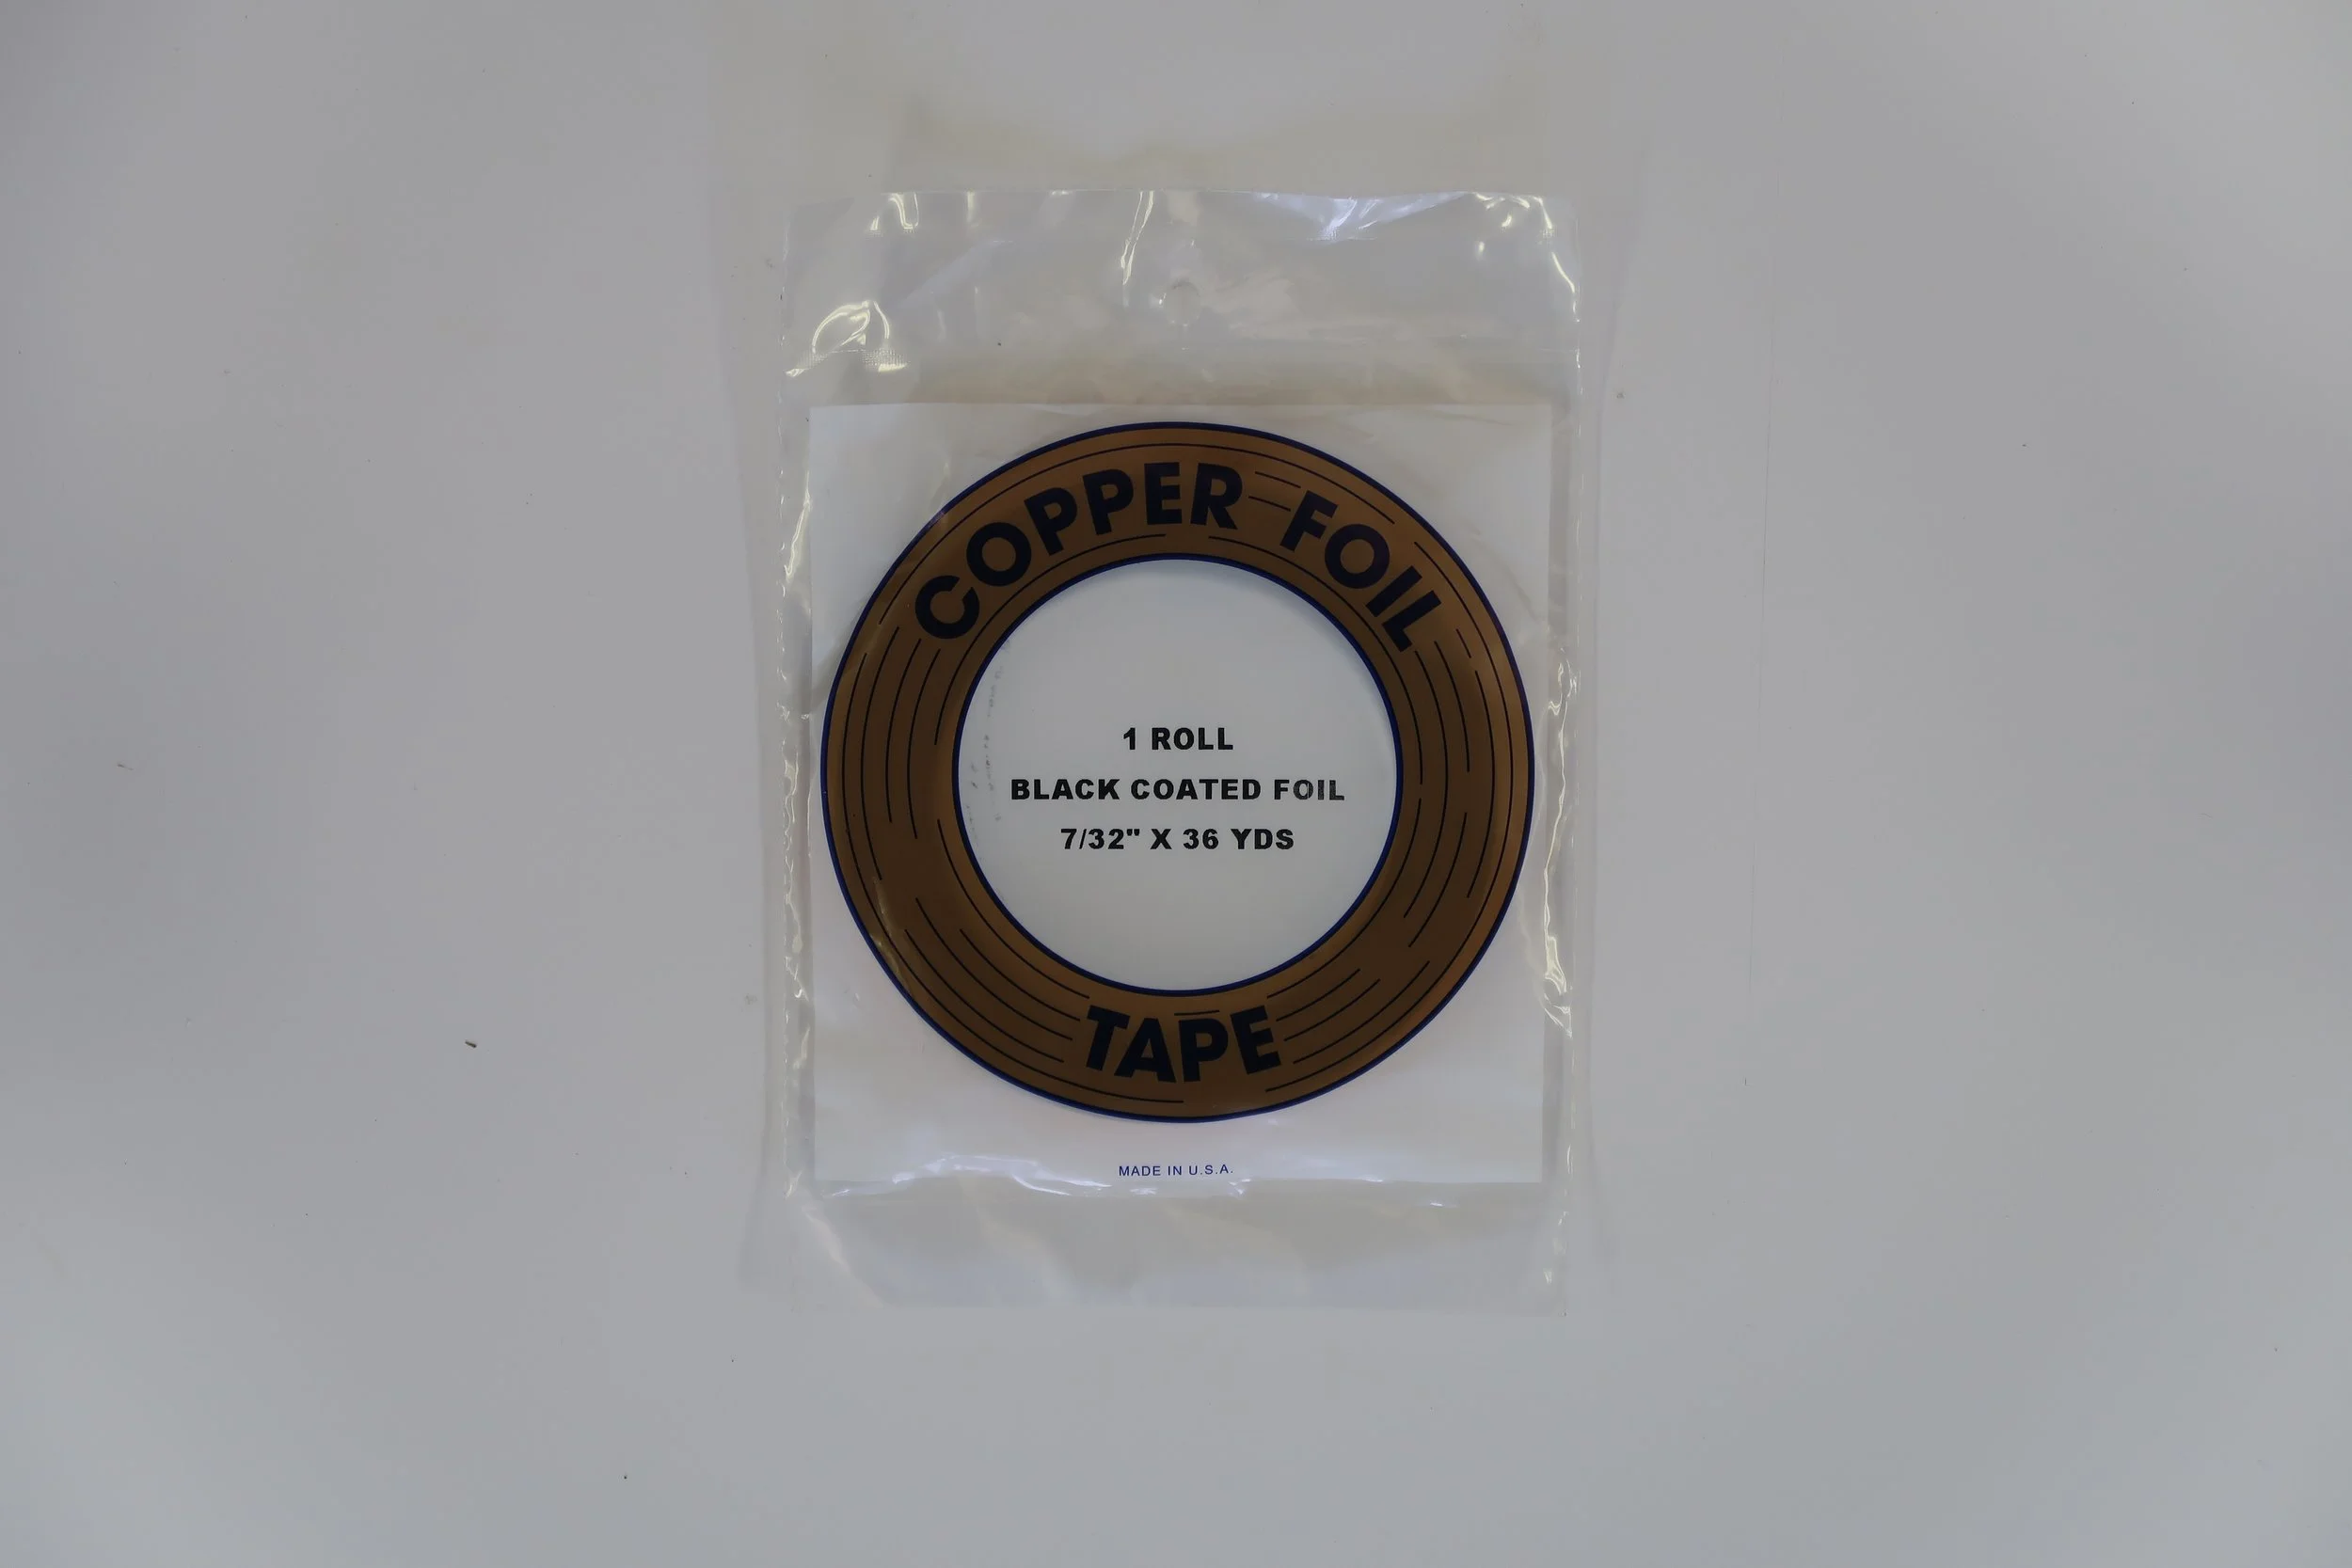 COPPER FOIL
1 ROLL
BLACK COATED FOIL
7/32" X 36 YDS
TAPE
MADE IN U.S.A.